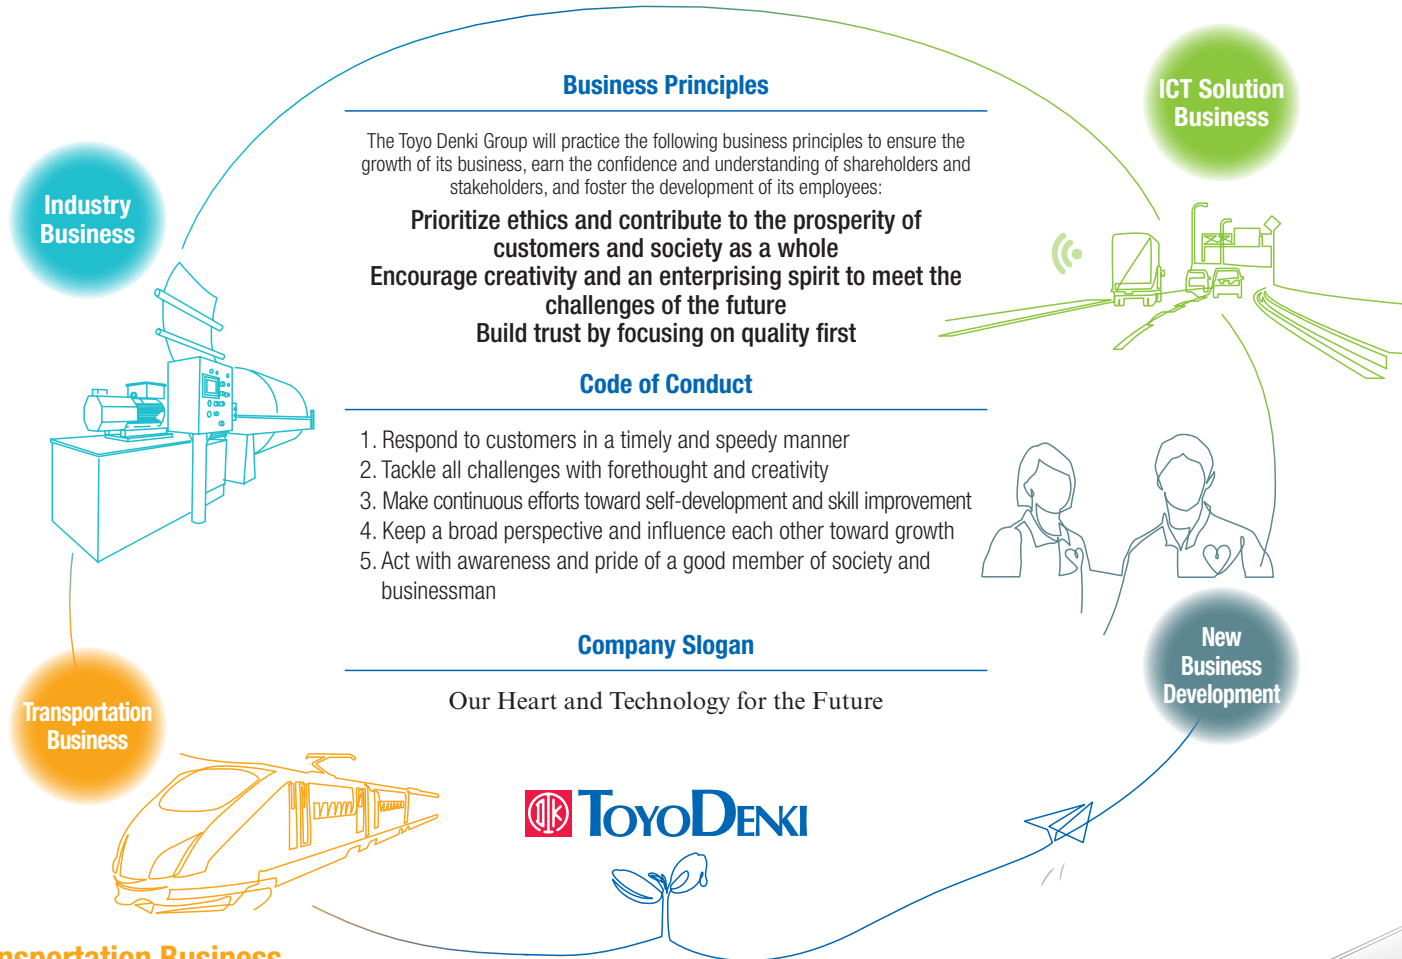 Business Principles
The Toyo Denki Group will practice the following business principles to ensure the
growth of its business, earn the confidence and understanding of shareholders and
stakeholders, and foster the development of its employees:
Prioritize ethics and contribute to the prosperity of
customers and society as a whole
Encourage creativity and an enterprising spirit to meet the
challenges of the future
Build trust by focusing on quality first
Code of Conduct
1. Respond to customers in a timely and speedy manner
2. Tackle all challenges with forethought and creativity
3. Make continuous efforts toward self-development and skill improvement
4. Keep a broad perspective and influence each other toward growth
5. Act with awareness and pride of a good member of society and
businessman
Company Slogan
Our Heart and Technology for the Future
TOYO DENKI
Industry
Business
ICT Solution
Business
Transportation
Business
New
Business
Development
nsportation Business